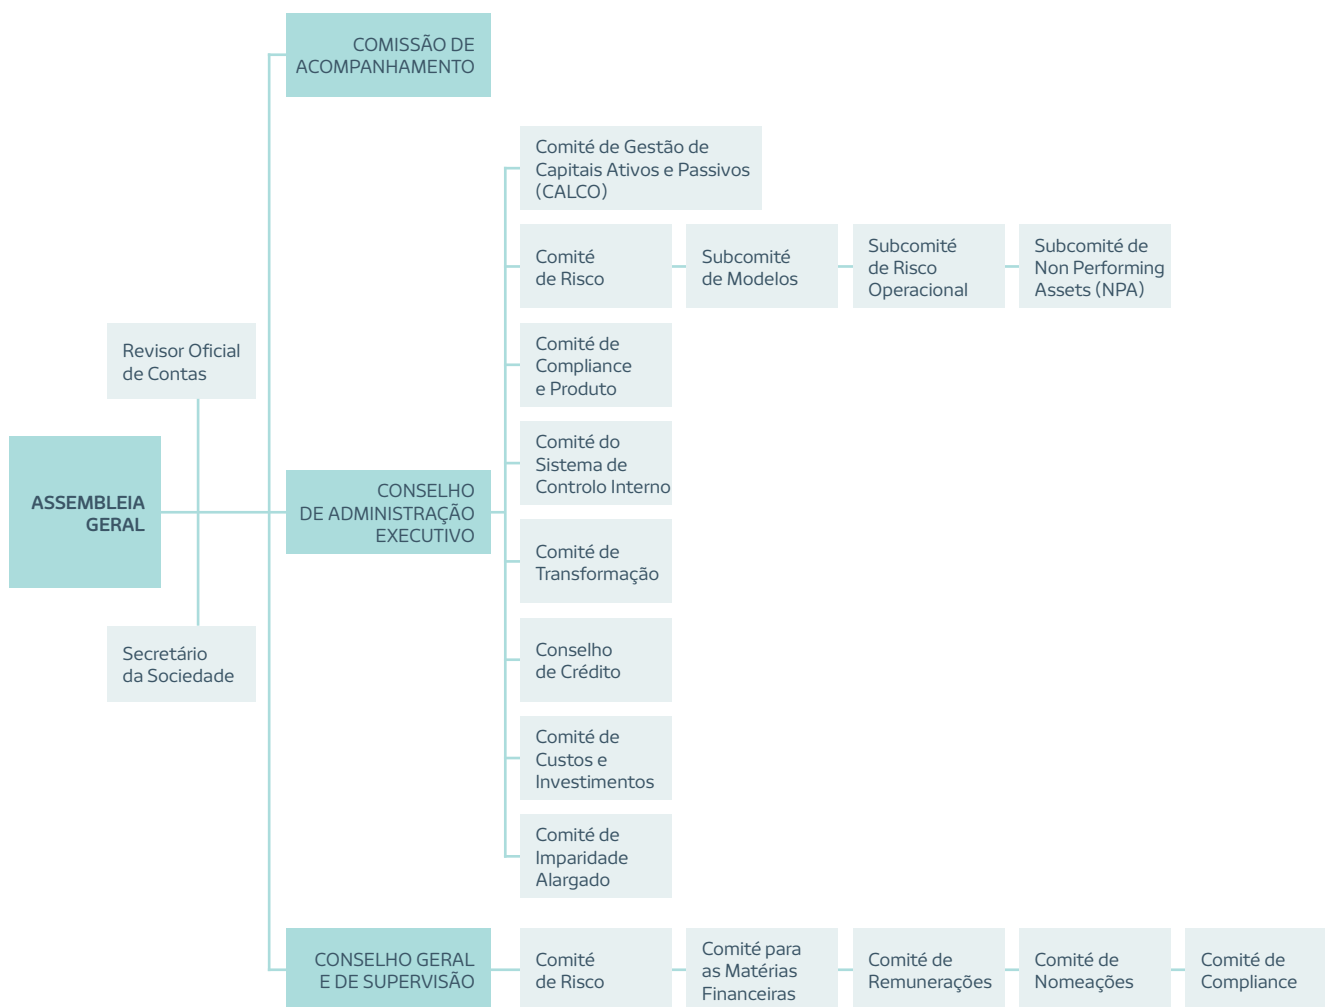 COMISSÃO DE
ACOMPANHAMENTO
Comité de Gestão de
Capitais Ativos e Passivos
(CALCO)
Comité
de Risco
Subcomité
de Modelos
Subcomité
de Risco
Operacional
Subcomité de
Non Performing
Assets (NPA)
Revisor Oficial
de Contas
Comité de
Compliance
e Produto
Comité do
Sistema de
Controlo Interno
ASSEMBLEIA
GERAL
CONSELHO
DE ADMINISTRAÇÃO
EXECUTIVO
Comité de
Transformação
Secretário
da Sociedade
Conselho
de Crédito
Comité de
Custos e
Investimentos
Comité de
Imparidade
Alargado
CONSELHO GERAL
E DE SUPERVISÃO
Comité
de Risco
Comité para
as Matérias
Financeiras
Comité de
Remunerações
Comité de
Nomeações
Comité de
Compliance